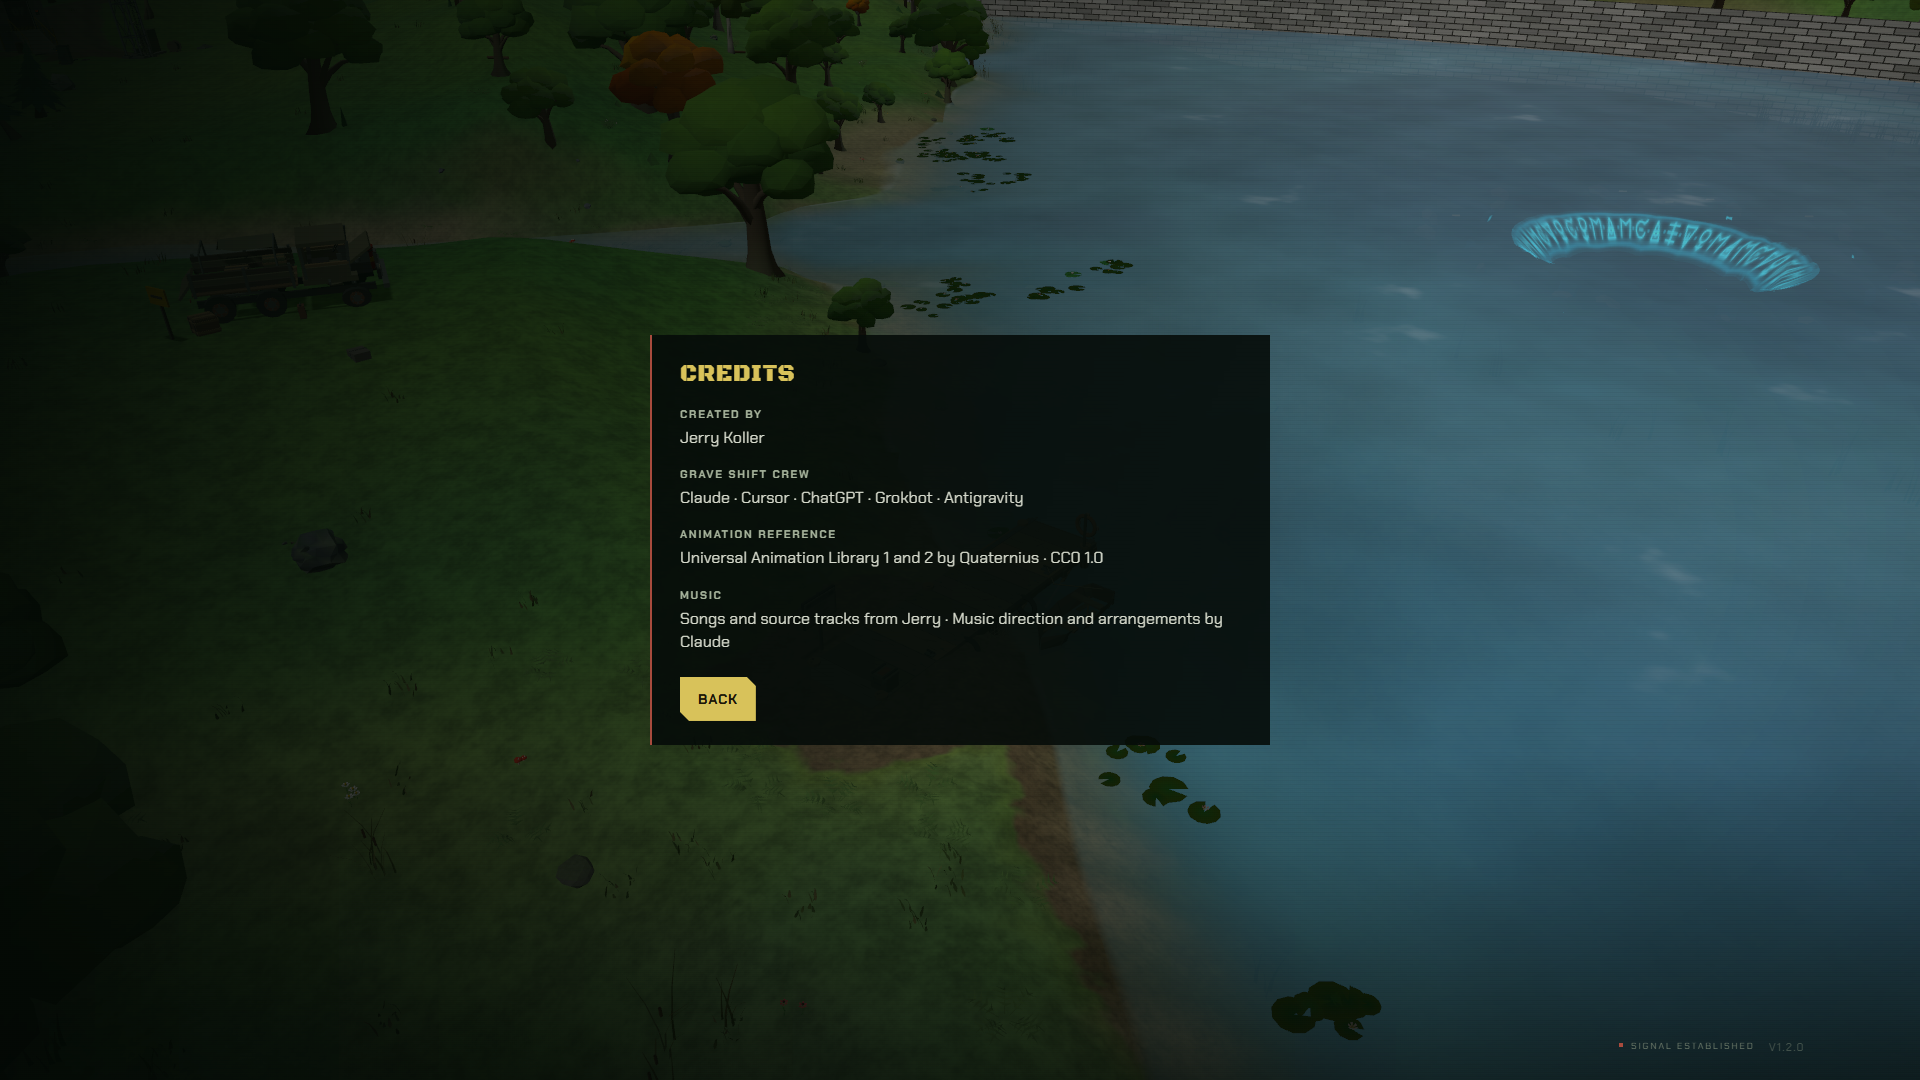 CREDITS
CREATED BY
Jerry Koller
GRAVE SHIFT CREW
Claude · Cursor · ChatGPT · Grokbot · Antigravity
ANIMATION REFERENCE
Universal Animation Library 1 and 2 by Quaternius · CC0 1.0
MUSIC
Songs and source tracks from Jerry · Music direction and arrangements by
Claude
BACK
SIGNAL ESTABLISHED V1.2.0